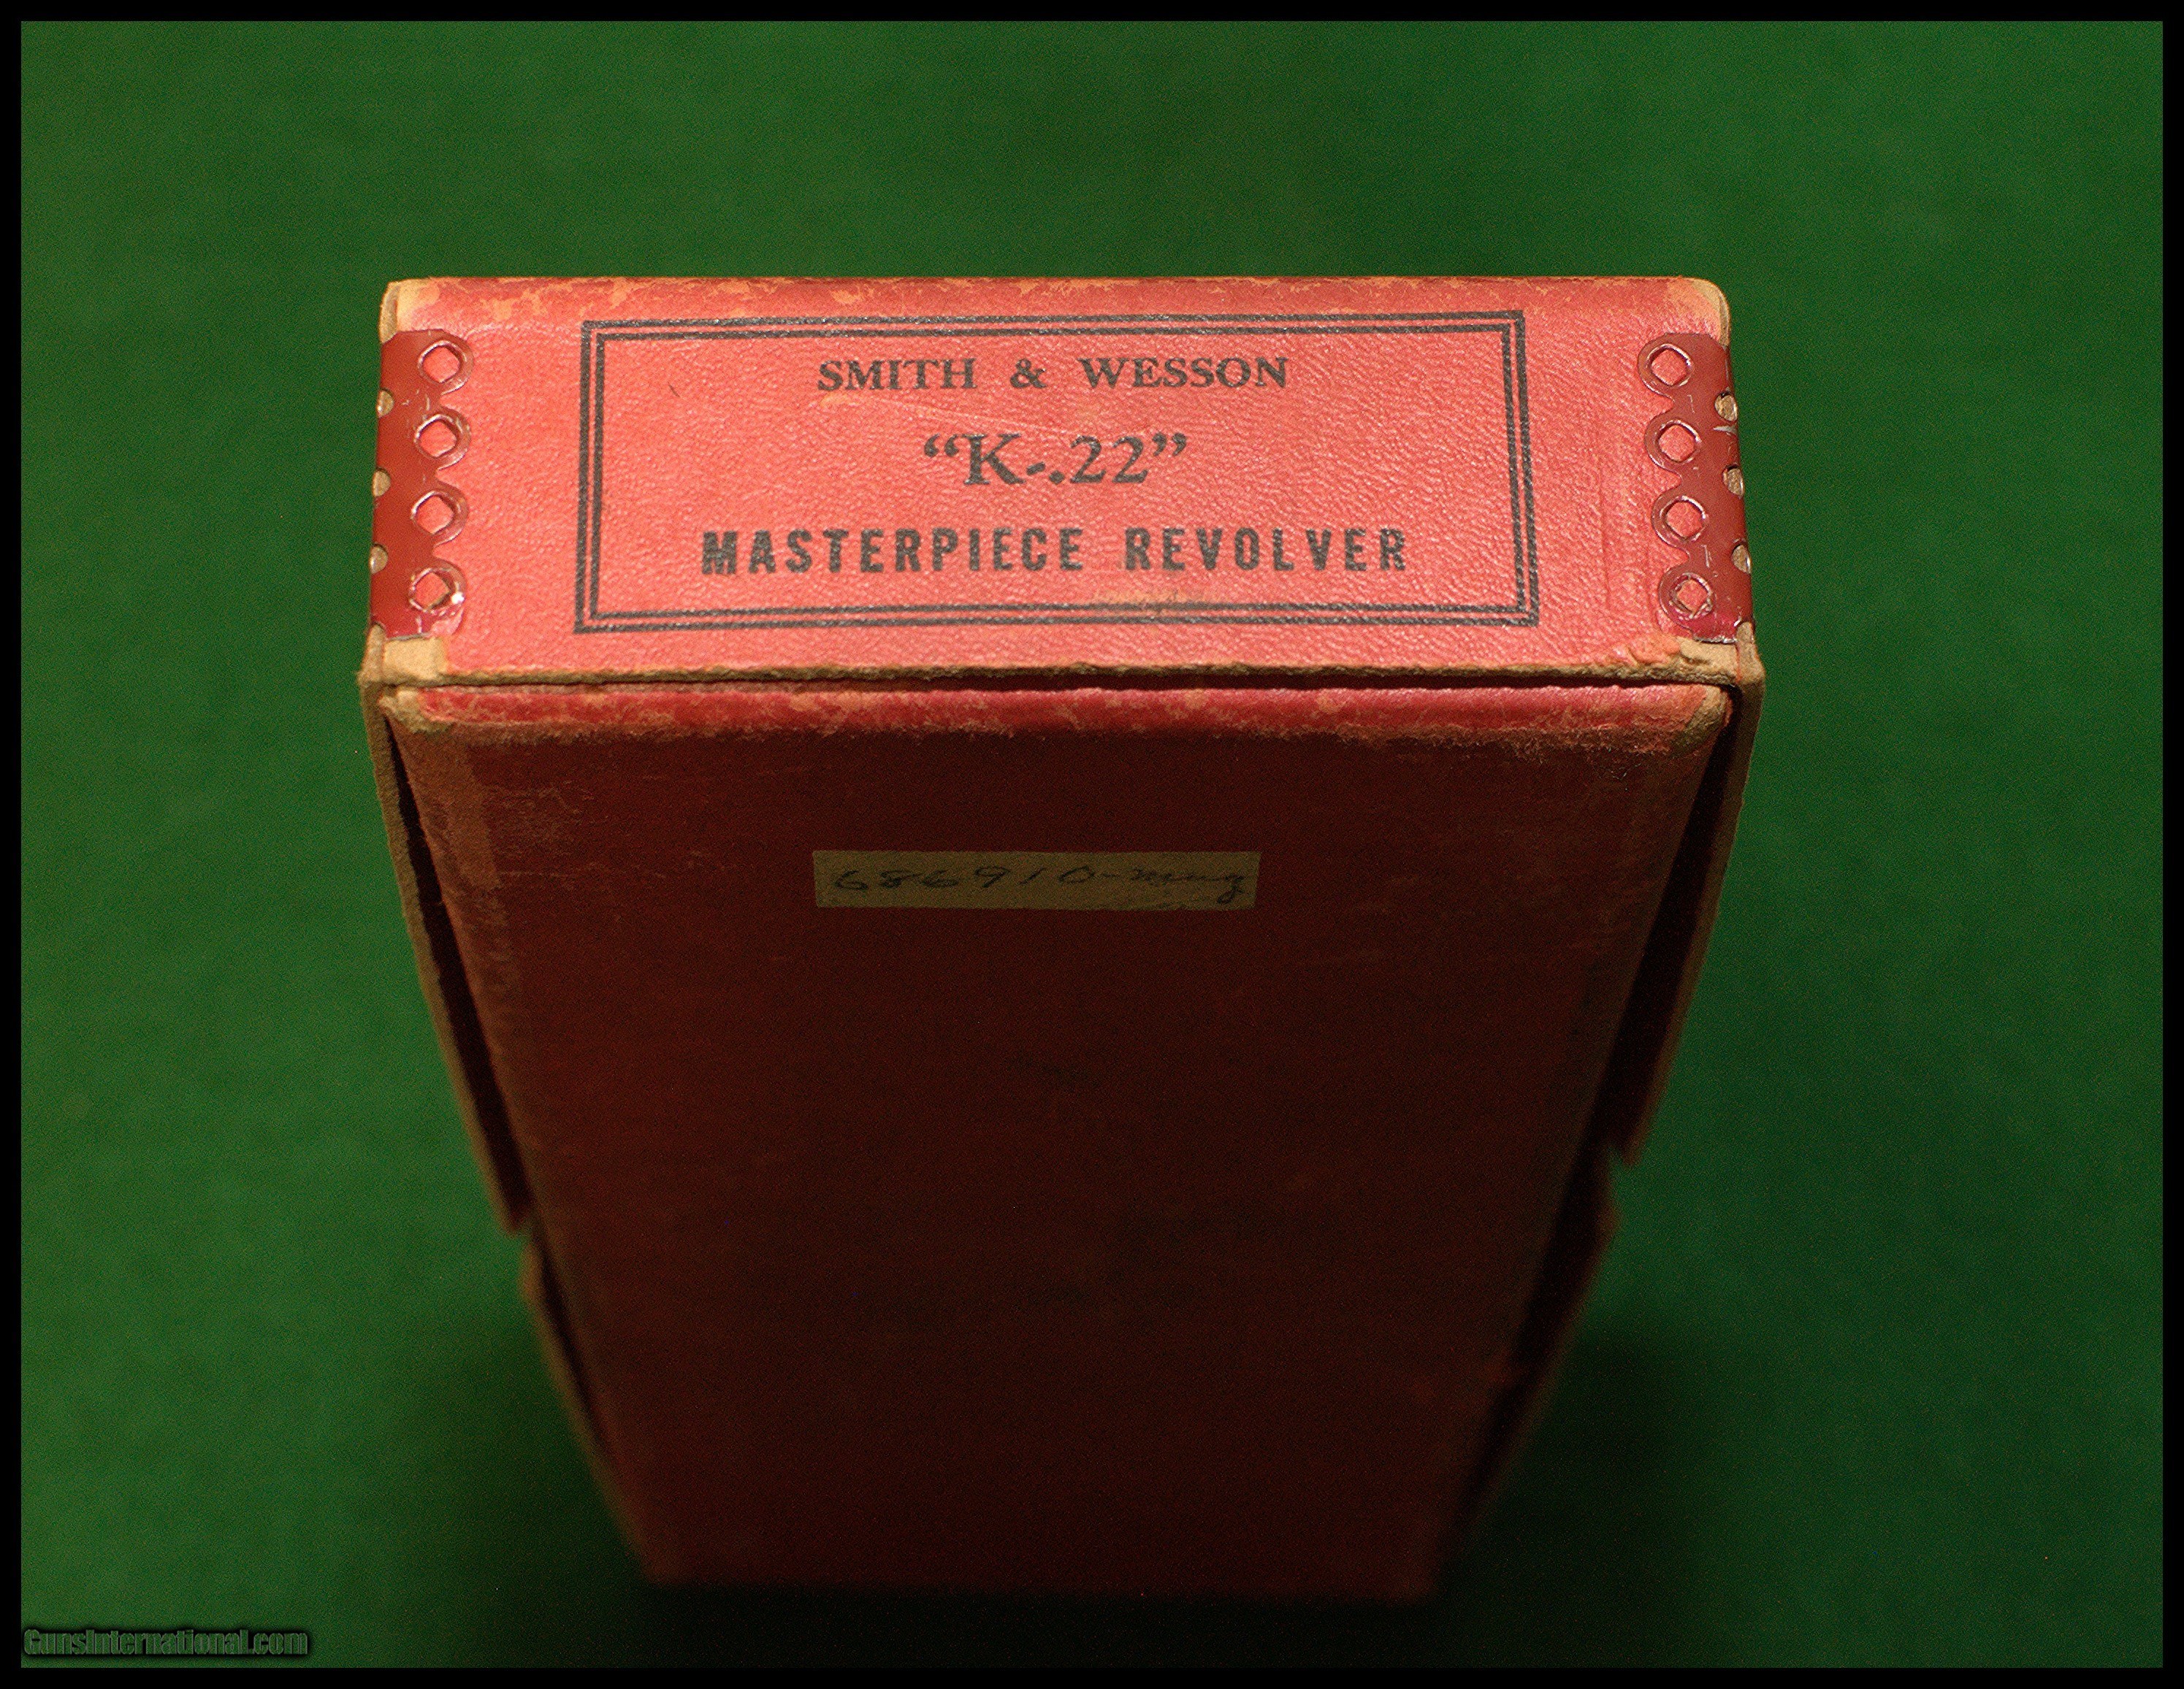 SMITH & WESSON
“K-.22”
MASTERPIECE REVOLVER
686910-
GunsInternational.com